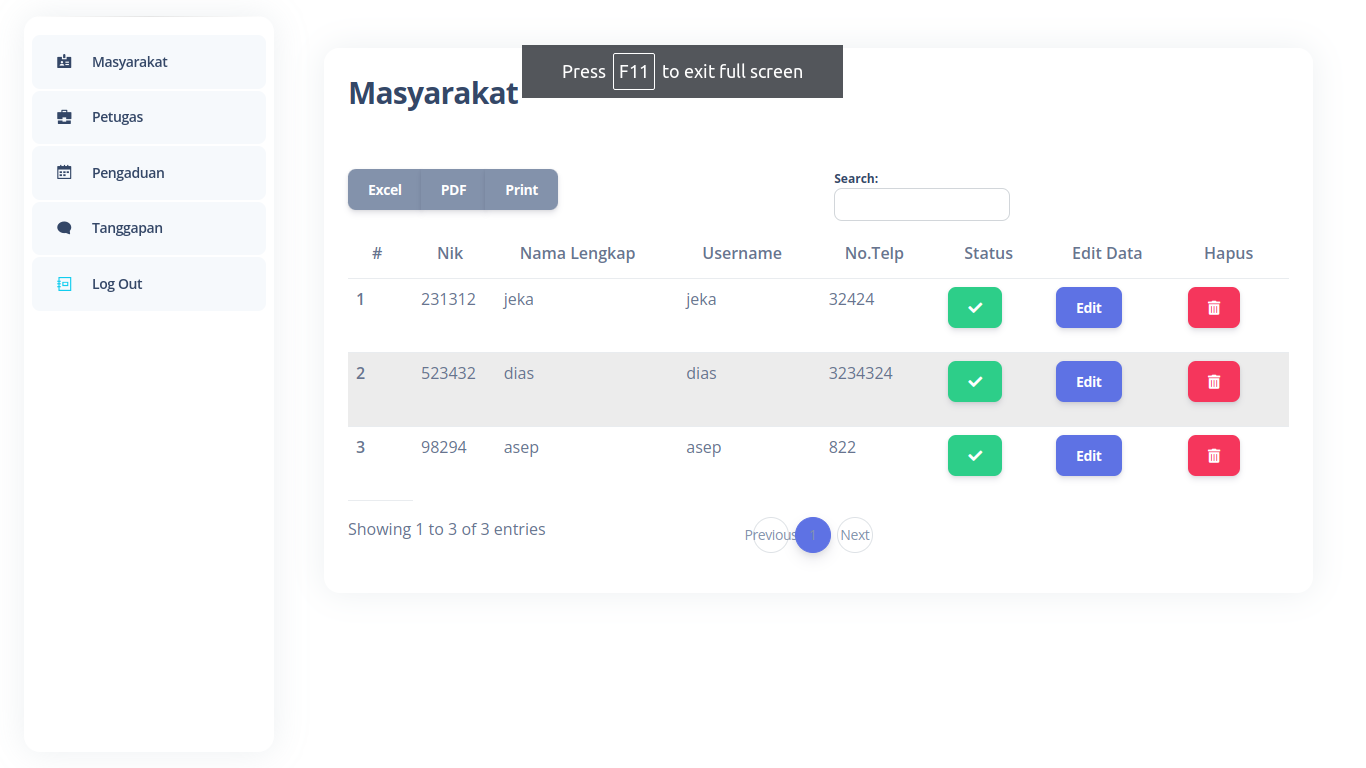 Masyarakat
Petugas
Pengaduan
Tanggapan
Log Out
Press F11 to exit full screen
Masyarakat
Excel PDF Print
Search:
# Nik Nama Lengkap Username No.Telp Status Edit Data Hapus
1 231312 jeka jeka 32424 Edit
2 523432 dias dias 3234324 Edit
3 98294 asep asep 822 Edit
Showing 1 to 3 of 3 entries
Previous 1 Next